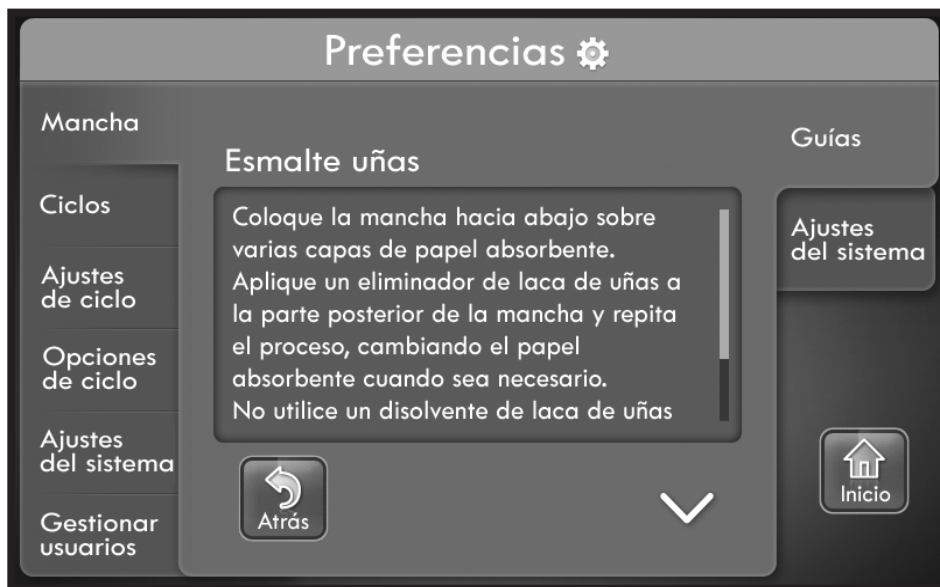 Preferencias
Mancha
Ciclos
Ajustes
de ciclo
Opciones
de ciclo
Ajustes
del sistema
Gestionar
usuarios
Esmalte uñas
Coloque la mancha hacia abajo sobre
varias capas de papel absorbente.
Aplique un eliminador de laca de uñas a
la parte posterior de la mancha y repita
el proceso, cambiando el papel
absorbente cuando sea necesario.
No utilice un disolvente de laca de uñas
Atrás
Guías
Ajustes
del sistema
Inicio